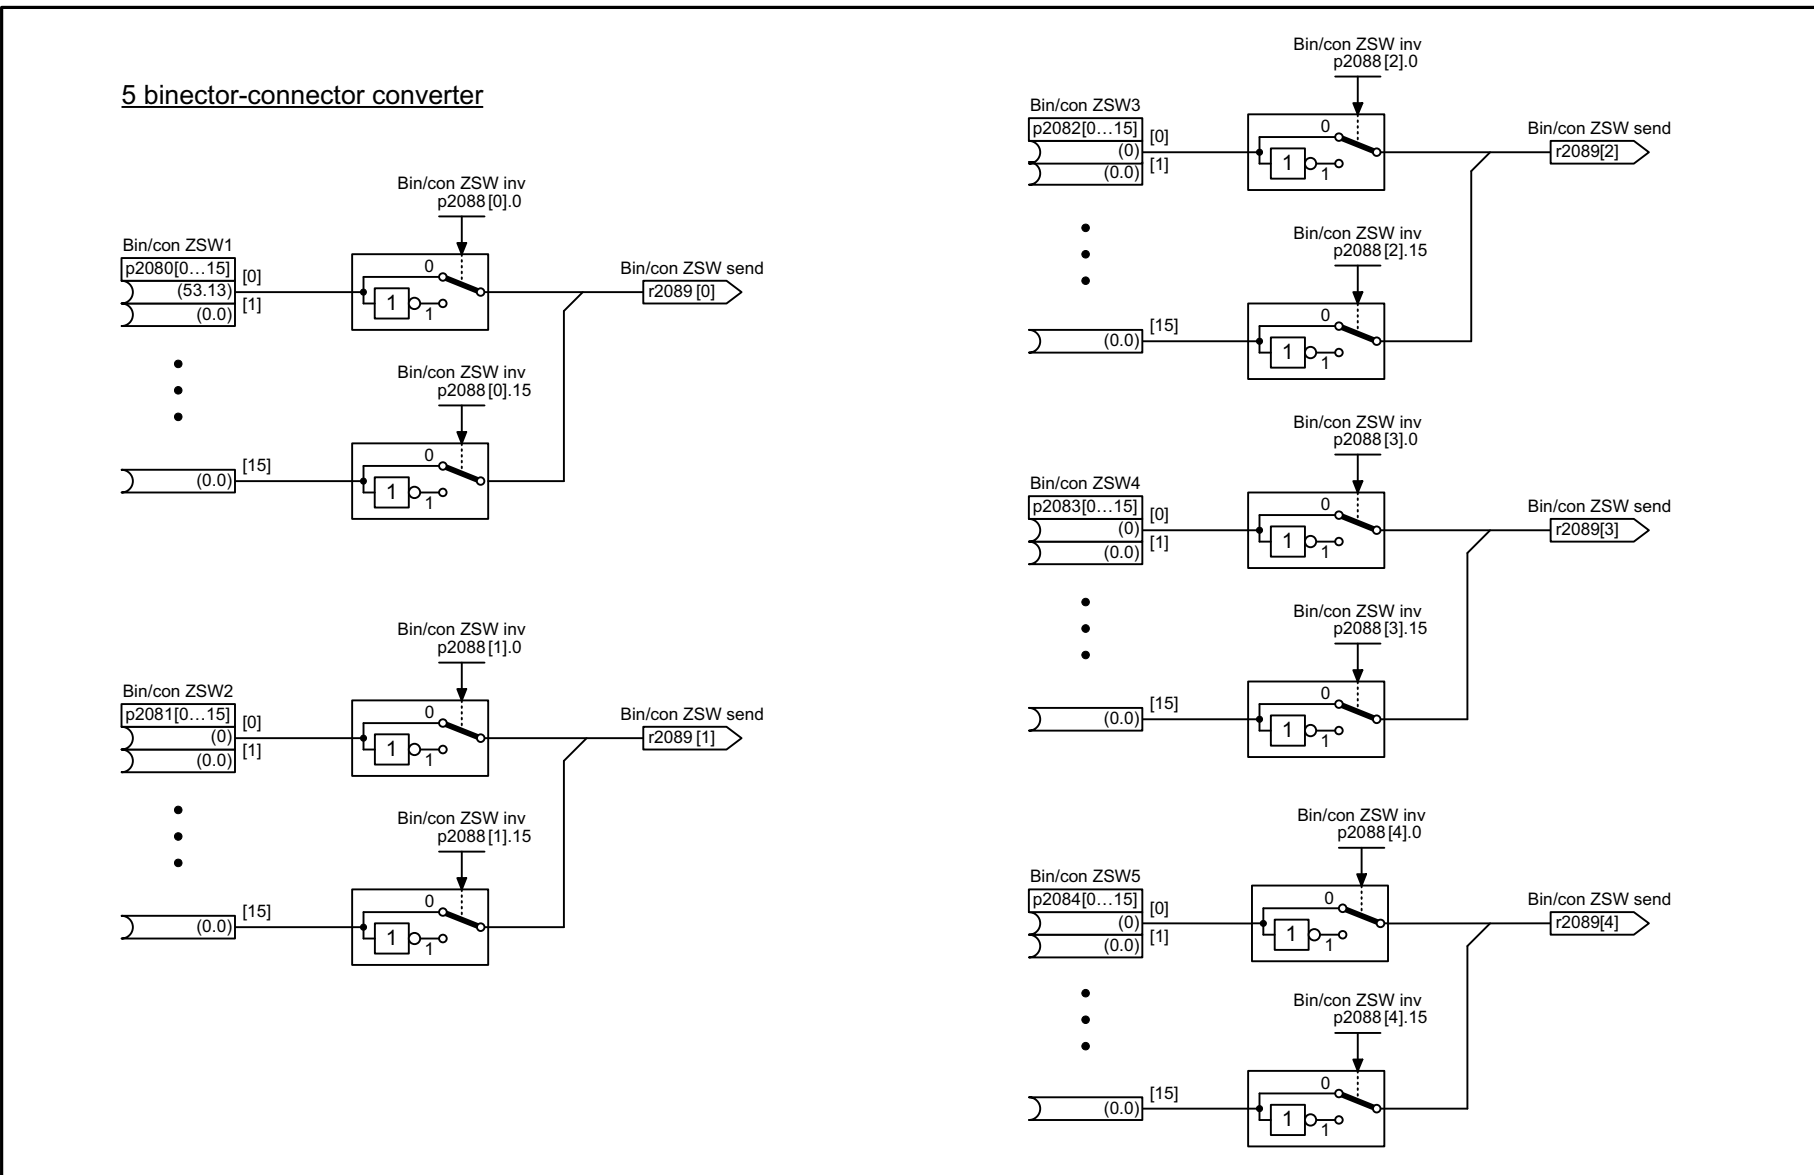 5 binector-connector converter
Bin/con ZSW inv
p2088[0].0
Bin/con ZSW1
p2080[0…15]
[0]
(53.13)
[1]
(0.0)
0
1
1
Bin/con ZSW send
r2089[0]
Bin/con ZSW inv
p2088[0].15
[15]
(0.0)
0
1
1
Bin/con ZSW inv
p2088[1].0
Bin/con ZSW2
p2081[0…15]
[0]
(0)
[1]
(0.0)
0
1
1
Bin/con ZSW send
r2089[1]
Bin/con ZSW inv
p2088[1].15
[15]
(0.0)
0
1
1
Bin/con ZSW inv
p2088[2].0
Bin/con ZSW3
p2082[0…15]
[0]
(0)
[1]
(0.0)
0
1
1
Bin/con ZSW send
r2089[2]
Bin/con ZSW inv
p2088[2].15
[15]
(0.0)
0
1
1
Bin/con ZSW inv
p2088[3].0
Bin/con ZSW4
p2083[0…15]
[0]
(0)
[1]
(0.0)
0
1
1
Bin/con ZSW send
r2089[3]
Bin/con ZSW inv
p2088[3].15
[15]
(0.0)
0
1
1
Bin/con ZSW inv
p2088[4].0
Bin/con ZSW5
p2084[0…15]
[0]
(0)
[1]
(0.0)
0
1
1
Bin/con ZSW send
r2089[4]
Bin/con ZSW inv
p2088[4].15
[15]
(0.0)
0
1
1